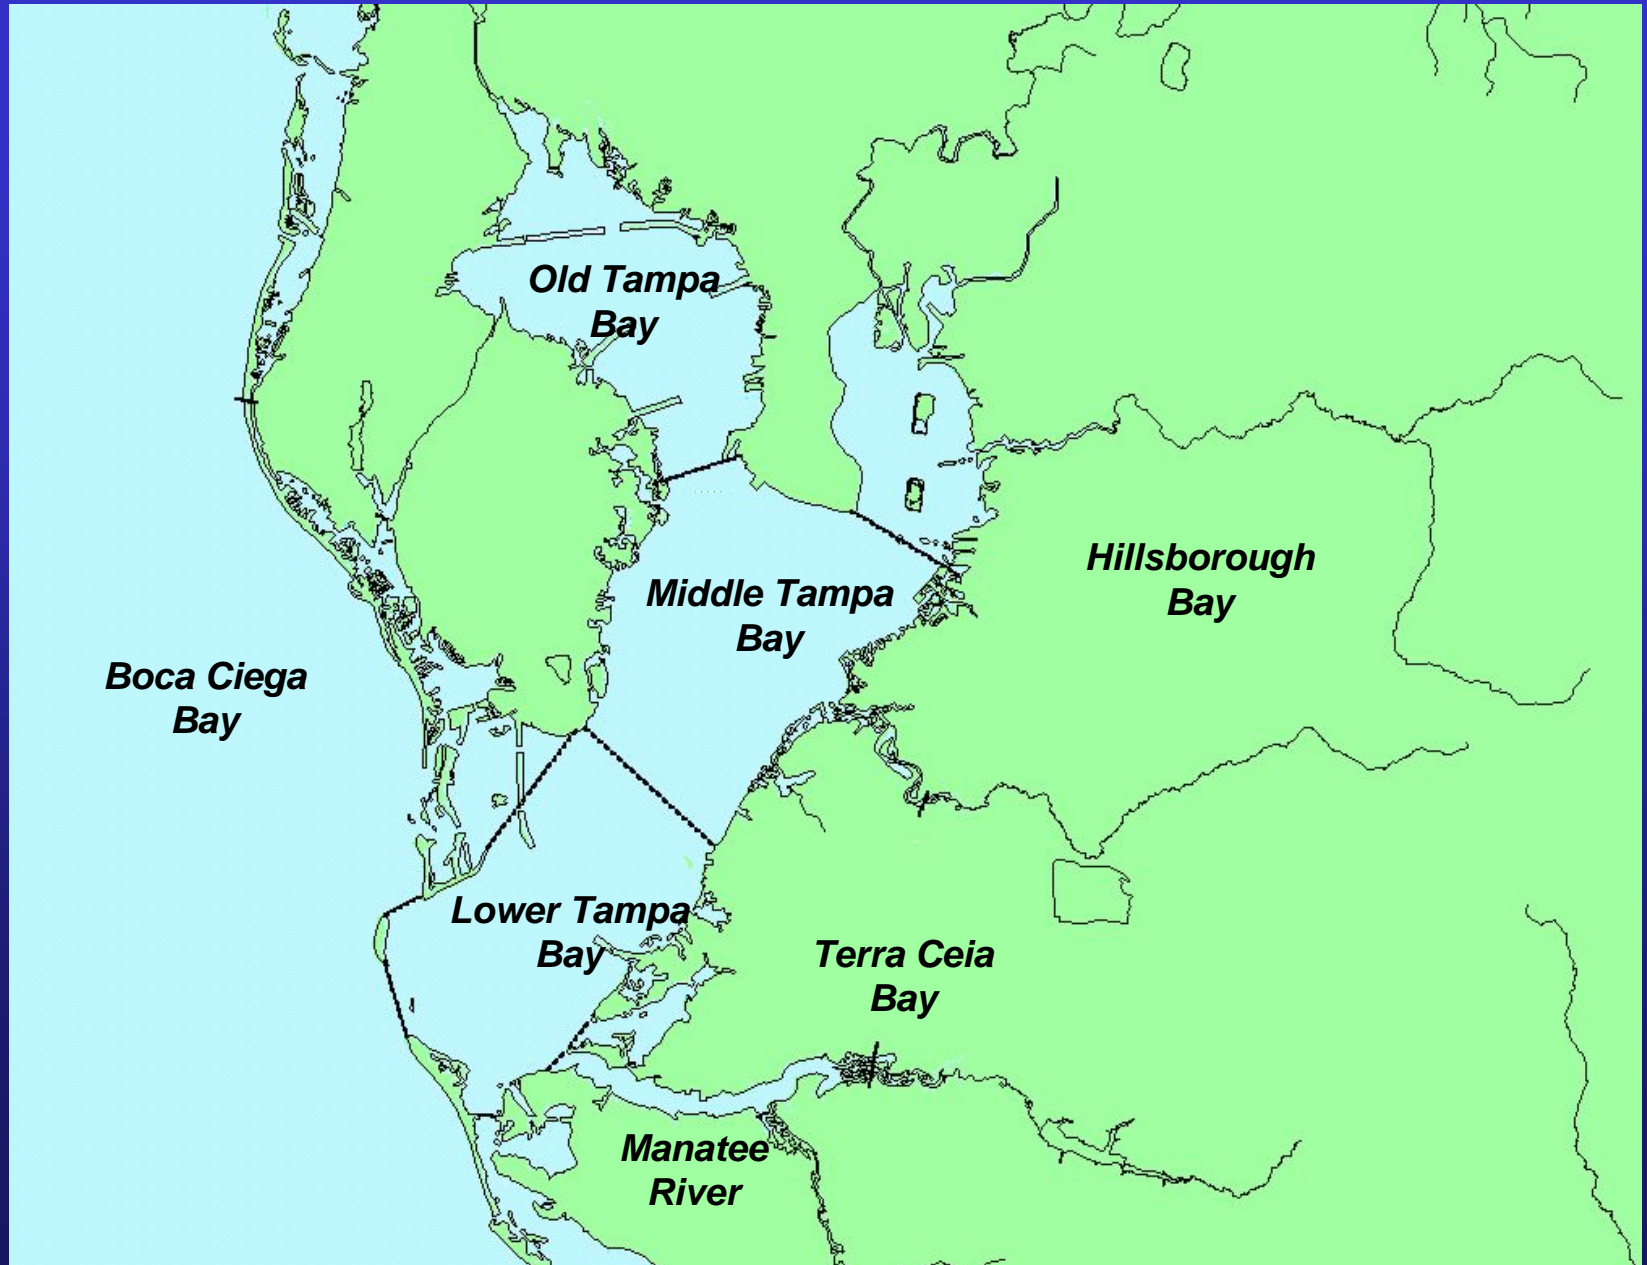 Old Tampa
Bay
Hillsborough
Bay
Middle Tampa
Bay
Boca Ciega
Bay
Lower Tampa
Bay
Terra Ceia
Bay
Manatee
River